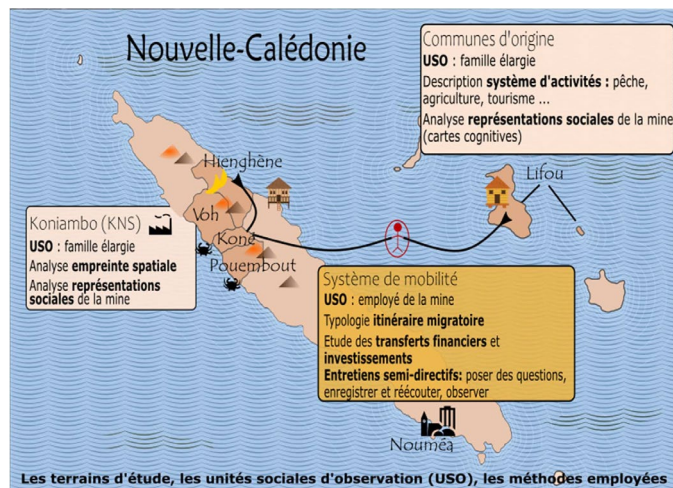 Nouvelle-Calédonie
Communes d'origine
USO : famille élargie
Description système d'activités : pêche,
agriculture, tourisme ...
Analyse représentations sociales de la mine
(cartes cognitives)
Hienghène
Lifou
Voh
Koné
Pouembout
Koniambo (KNS)
USO : famille élargie
Analyse empreinte spatiale
Analyse représentations
sociales de la mine
Système de mobilité
USO : employé de la mine
Typologie itinéraire migratoire
Etude des transferts financiers et
investissements
Entretiens semi-directifs: poser des questions,
enregistrer et réécouter, observer
Nouméa
Les terrains d'étude, les unités sociales d'observation (USO), les méthodes employées